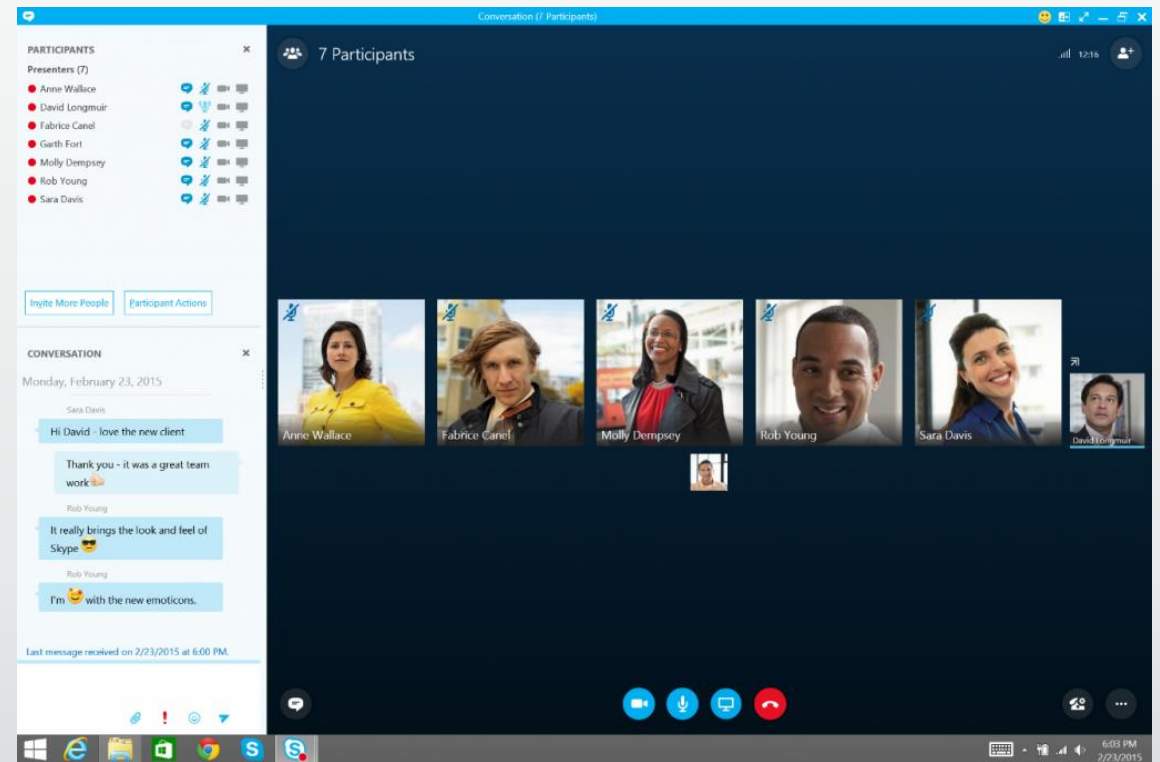 Conversation (7 Participants)
PARTICIPANTS
Presenters (7)
Anne Wallace
David Longmuir
Fabrice Canel
Garth Fort
Molly Dempsey
Rob Young
Sara Davis
Invite More People
Participant Actions
CONVERSATION
Monday, February 23, 2015
Sara Davis
Hi David - love the new client
Thank you - it was a great team
work
Rob Young
It really brings the look and feel of
Skype
Rob Young
I'm with the new emoticons.
Last message received on 2/23/2015 at 6:00 PM.
7 Participants
12:16
Anne Wallace
Fabrice Canel
Molly Dempsey
Rob Young
Sara Davis
David Longmuir
6:03 PM
2/23/2015